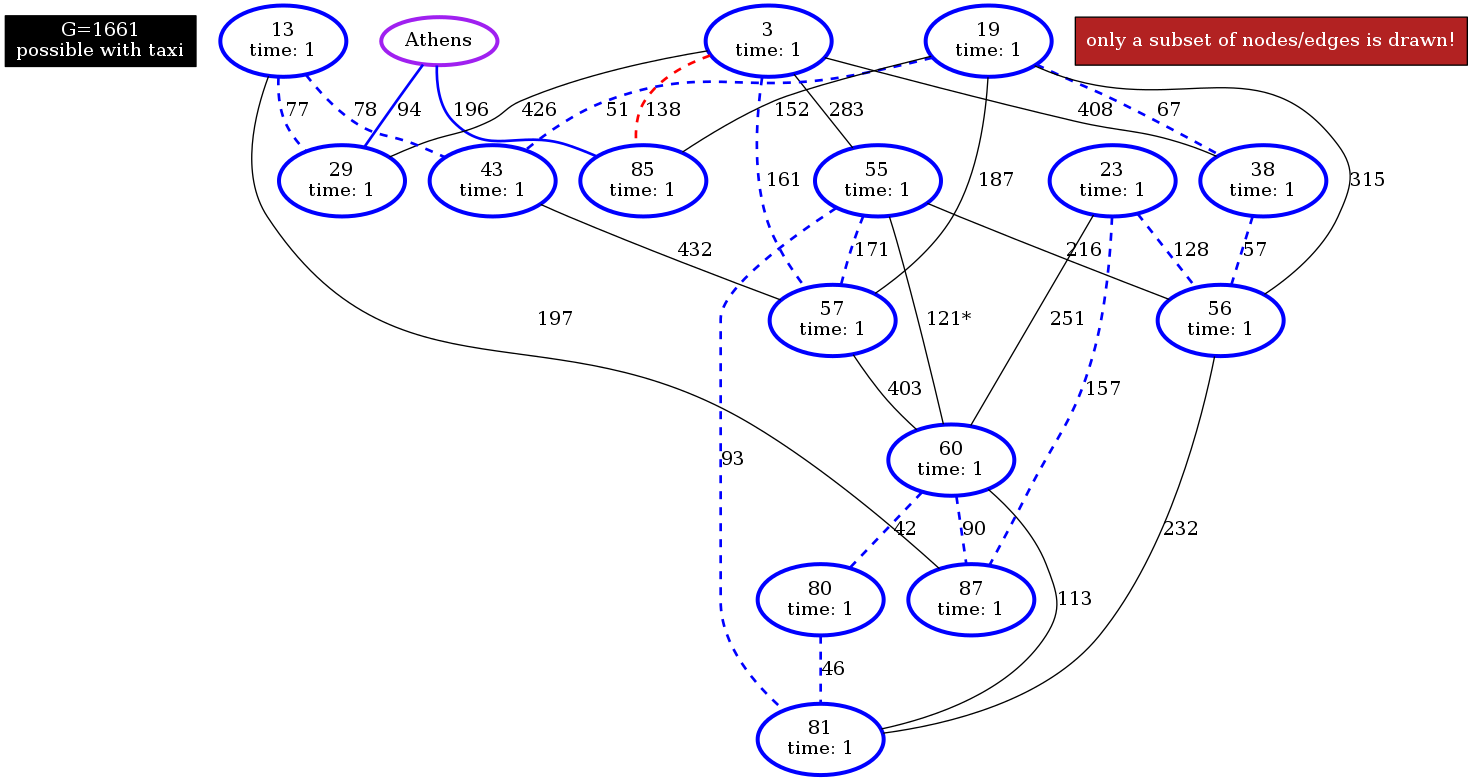 G=1661
possible with taxi
13
time: 1
Athens
3
time: 1
19
time: 1
only a subset of nodes/edges is drawn!
77
78
94
196
426
51
138
283
152
408
67
29
time: 1
43
time: 1
85
time: 1
55
time: 1
23
time: 1
38
time: 1
161
187
315
432
171
216
128
57
197
57
time: 1
121*
251
56
time: 1
403
157
93
60
time: 1
42
90
232
80
time: 1
87
time: 1
113
46
81
time: 1